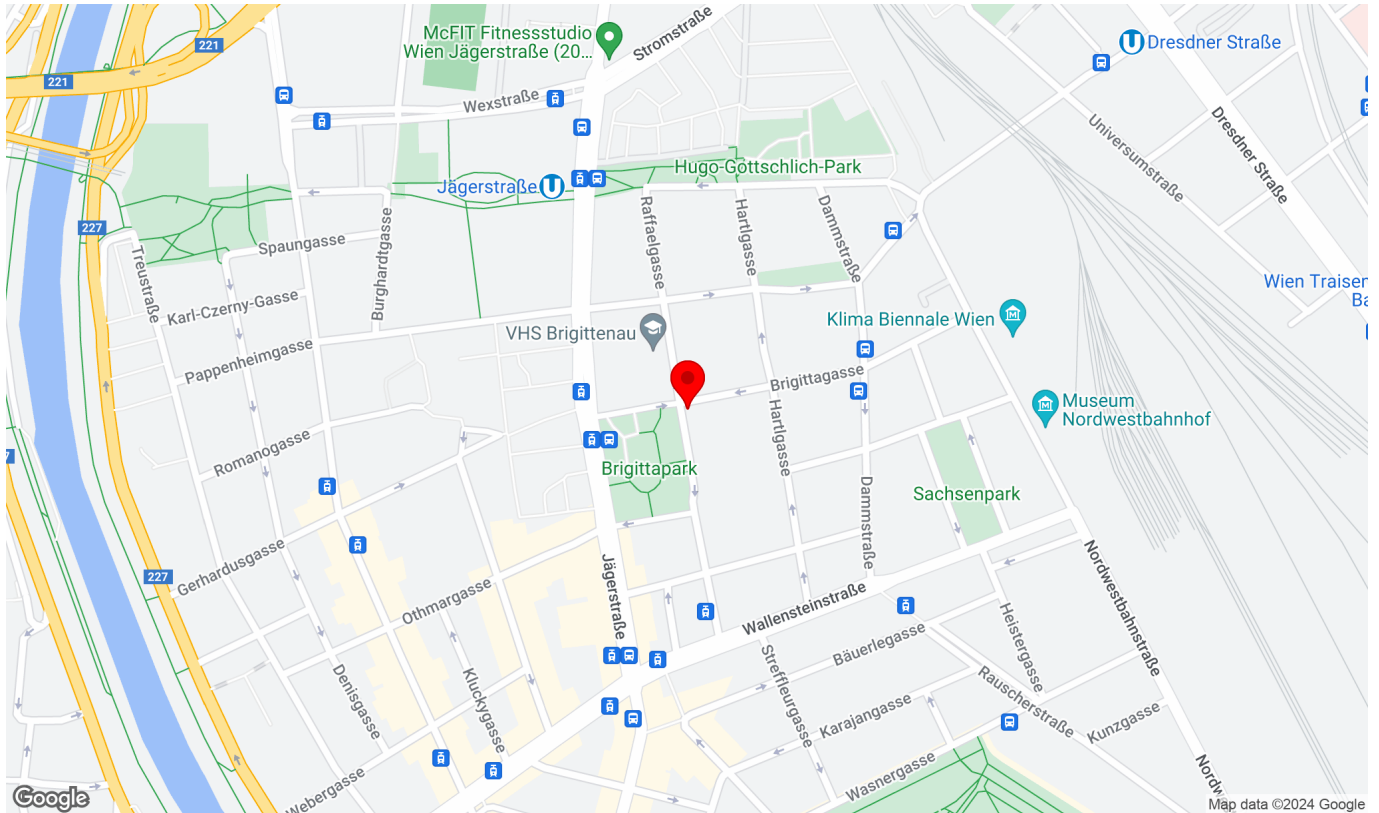 McFIT Fitnessstudio
Wien Jägerstraße (20...
Stromstraße
Dresdner Straße
221
221
Wexstraße
Dresdner Straße
Universumstraße
Hugo-Gottschlich-Park
Jägerstraße
Raffaelgasse
Hartlgasse
Dammstraße
227
Burghardtgasse
Spaungasse
Treustraße
Karl-Czerny-Gasse
Wien Traisen
Ba
VHS Brigittenau
Klima Biennale Wien
Pappenheimgasse
Brigittagasse
Museum
Nordwestbahnhof
Hartlgasse
Romanogasse
Brigittapark
Sachsenpark
Dammstraße
Gerhardusgasse
227
Jägerstraße
Othmargasse
Nordwestbahnstraße
Wallensteinstraße
Heistergasse
Bäuerlegasse
Streffleurgasse
Denisgasse
Kluckygasse
Rauscherstraße
Karajangasse
Kunzgasse
Wasnergasse
Webergasse
Nordw
Google
Map data ©2024 Google